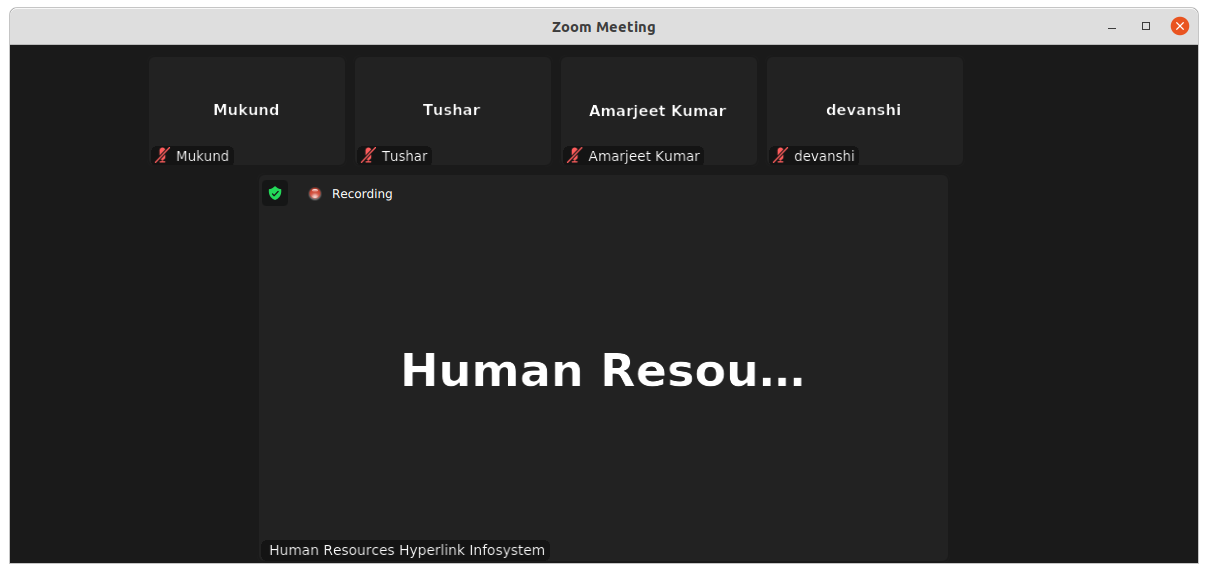 Zoom Meeting
Mukund
Tushar
Amarjeet Kumar
devanshi
Mukund
Tushar
Amarjeet Kumar
devanshi
Recording
Human Resou...
Human Resources Hyperlink Infosystem